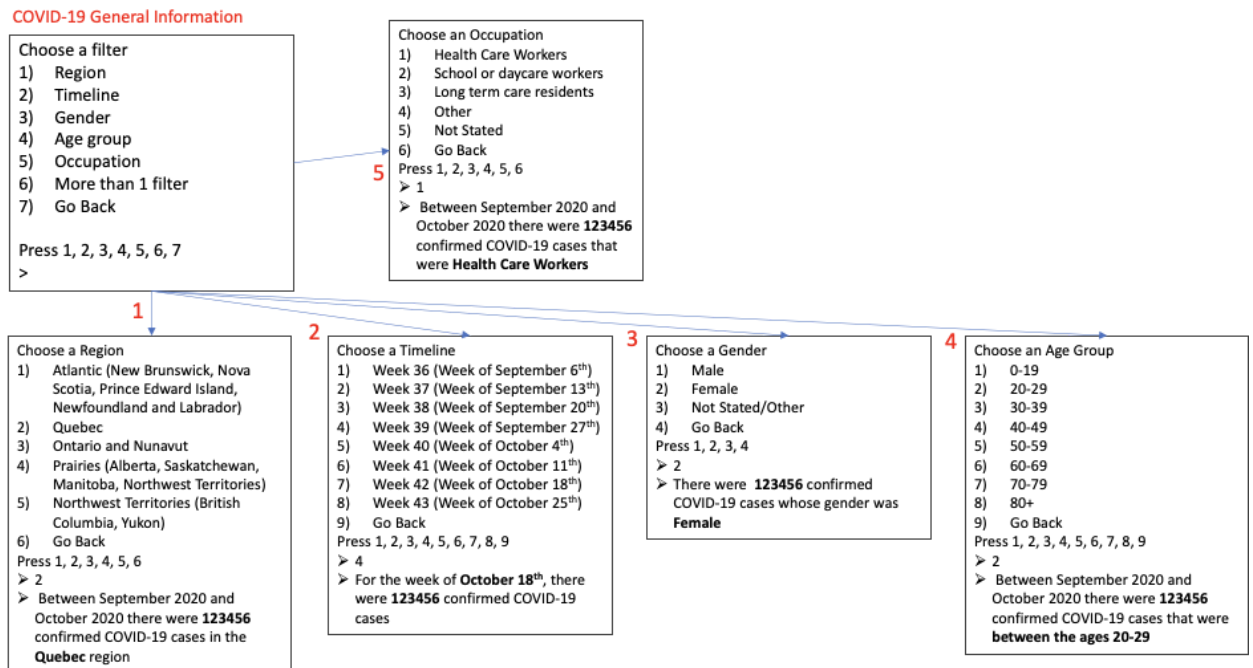 COVID-19 General Information
Choose a filter
1) Region
2) Timeline
3) Gender
4) Age group
5) Occupation
6) More than 1 filter
7) Go Back
Press 1, 2, 3, 4, 5, 6, 7
>
5
Choose an Occupation
1) Health Care Workers
2) School or daycare workers
3) Long term care residents
4) Other
5) Not Stated
6) Go Back
Press 1, 2, 3, 4, 5, 6
➢ 1
➢ Between September 2020 and
October 2020 there were 123456
confirmed COVID-19 cases that
were Health Care Workers
1
Choose a Region
1) Atlantic (New Brunswick, Nova
Scotia, Prince Edward Island,
Newfoundland and Labrador)
2) Quebec
3) Ontario and Nunavut
4) Prairies (Alberta, Saskatchewan,
Manitoba, Northwest Territories)
5) Northwest Territories (British
Columbia, Yukon)
6) Go Back
Press 1, 2, 3, 4, 5, 6
➢ 2
➢ Between September 2020 and
October 2020 there were 123456
confirmed COVID-19 cases in the
Quebec region
2
Choose a Timeline
1) Week 36 (Week of September 6th)
2) Week 37 (Week of September 13th)
3) Week 38 (Week of September 20th)
4) Week 39 (Week of September 27th)
5) Week 40 (Week of October 4th)
6) Week 41 (Week of October 11th)
7) Week 42 (Week of October 18th)
8) Week 43 (Week of October 25th)
9) Go Back
Press 1, 2, 3, 4, 5, 6, 7, 8, 9
➢ 4
➢ For the week of October 18th, there
were 123456 confirmed COVID-19
cases
3
Choose a Gender
1) Male
2) Female
3) Not Stated/Other
4) Go Back
Press 1, 2, 3, 4
➢ 2
➢ There were 123456 confirmed
COVID-19 cases whose gender was
Female
4
Choose an Age Group
1) 0-19
2) 20-29
3) 30-39
4) 40-49
5) 50-59
6) 60-69
7) 70-79
8) 80+
9) Go Back
Press 1, 2, 3, 4, 5, 6, 7, 8, 9
➢ 2
➢ Between September 2020 and
October 2020 there were 123456
confirmed COVID-19 cases that were
between the ages 20-29